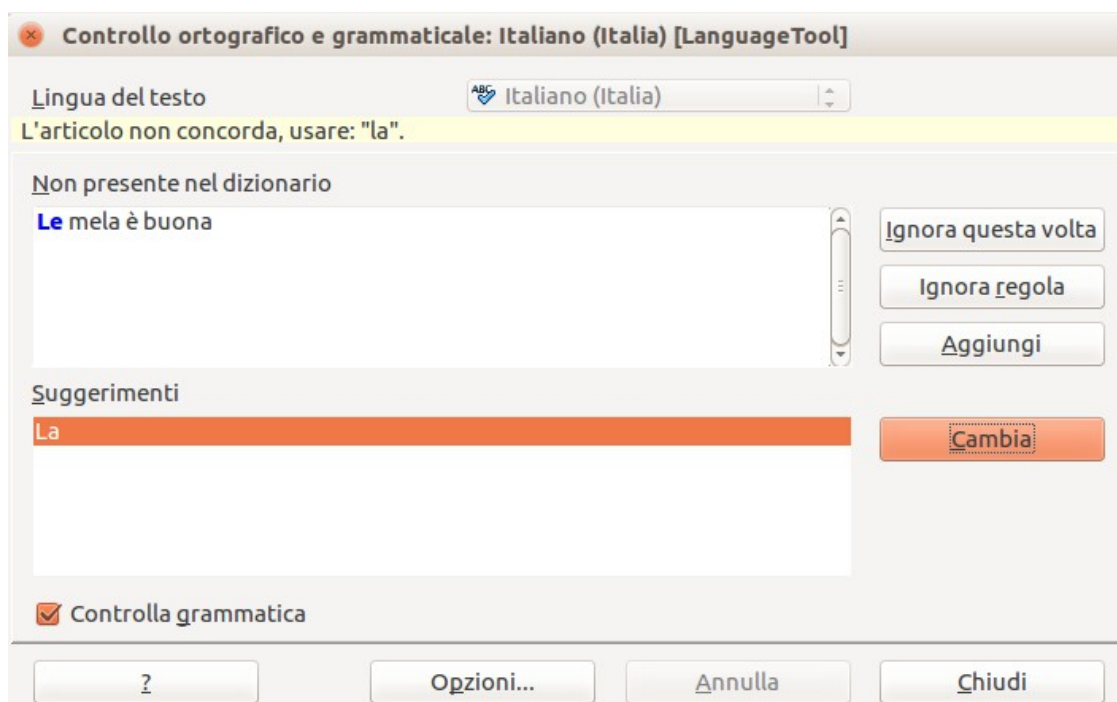 Controllo ortografico e grammaticale: Italiano (Italia) [LanguageTool]
Lingua del testo
ABC Italiano (Italia)
L'articolo non concorda, usare: "la".
Non presente nel dizionario
Le mela è buona
Ignora questa volta
Ignora regola
Aggiungi
Suggerimenti
La
Cambia
Controlla grammatica
?
Opzioni...
Annulla
Chiudi